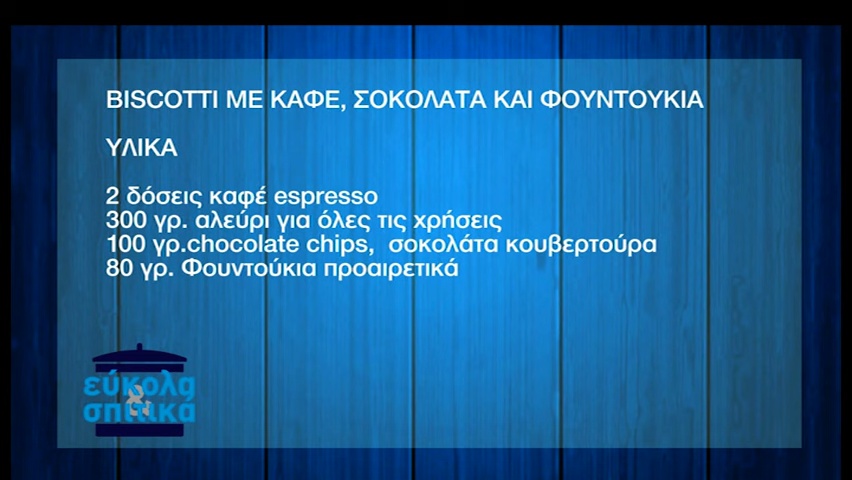 BISCOTTI ΜΕ ΚΑΦΕ, ΣΟΚΟΛΑΤΑ ΚΑΙ ΦΟΥΝΤΟΥΚΙΑ
ΥΛΙΚΑ
2 δόσεις καφέ espresso
300 γρ. αλεύρι για όλες τις χρήσεις
100 γρ.chocolate chips, σοκολάτα κουβερτούρα
80 γρ. Φουντούκια προαιρετικά
εύκολα
&
σπιτικα